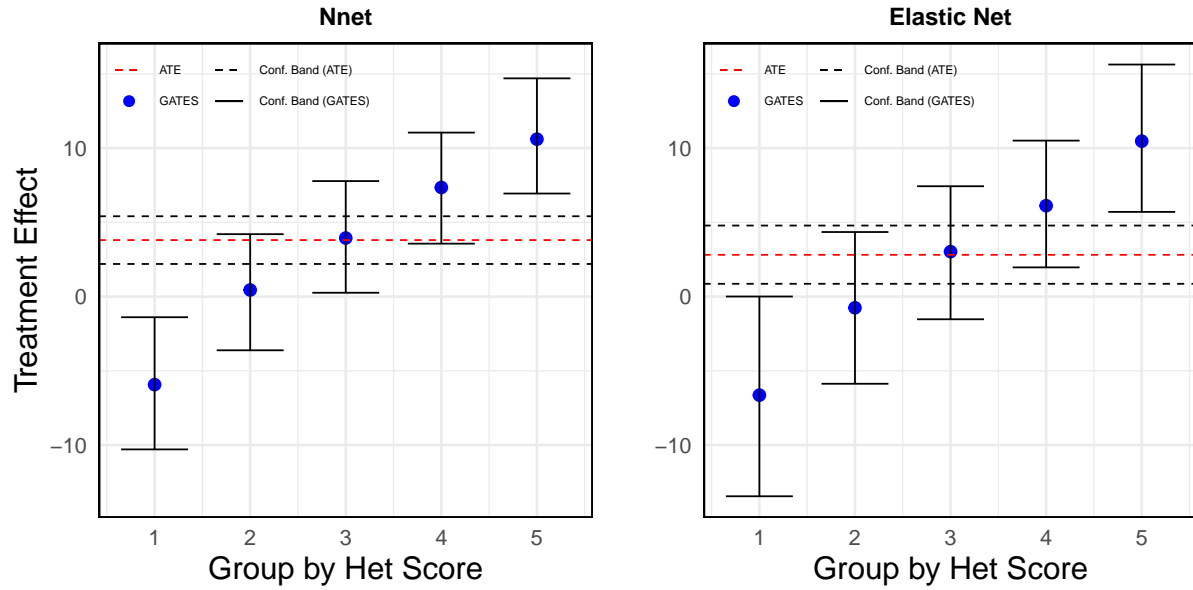 Nnet
Elastic Net
ATE
Conf. Band (ATE)
GATES
Conf. Band (GATES)
ATE
Conf. Band (ATE)
GATES
Conf. Band (GATES)
Treatment Effect
10
0
−10
10
0
−10
1 2 3 4 5
1 2 3 4 5
Group by Het Score
Group by Het Score